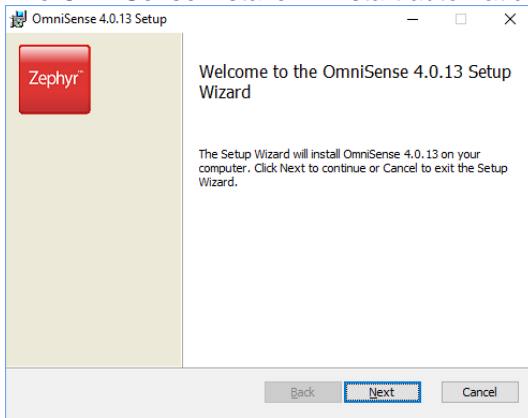 OmniSense 4.0.13 Setup
Zephyr™
Welcome to the OmniSense 4.0.13 Setup
Wizard
The Setup Wizard will install OmniSense 4.0.13 on your
computer. Click Next to continue or Cancel to exit the Setup
Wizard.
Back Next Cancel